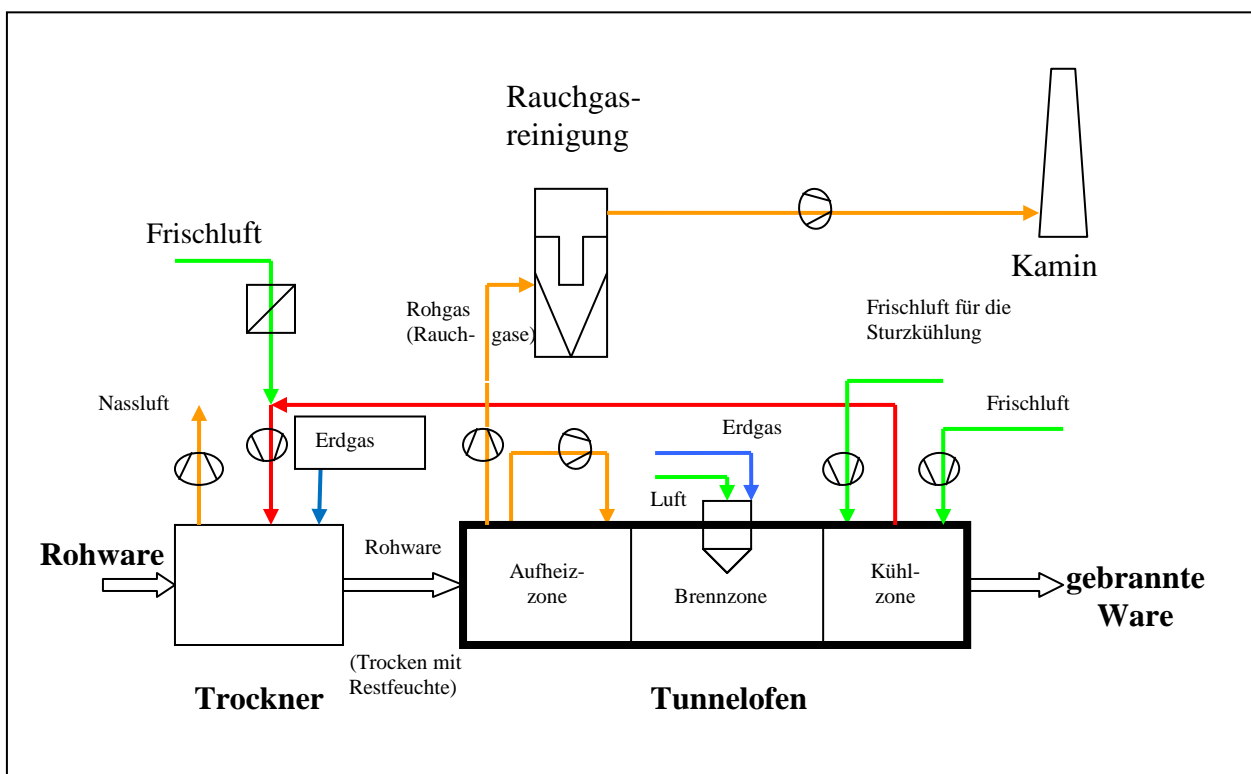 Rauchgas-
reinigung
Frischluft
Kamin
Rohgas
(Rauch- gase)
Frischluft für die
Sturzkühlung
Nassluft
Erdgas
Erdgas
Frischluft
Luft
Rohware
Rohware
Aufheiz-
zone
Brennzone
Kühl-
zone
gebrannte
Ware
(Trocken mit
Restfeuchte)
Trockner
Tunnelofen